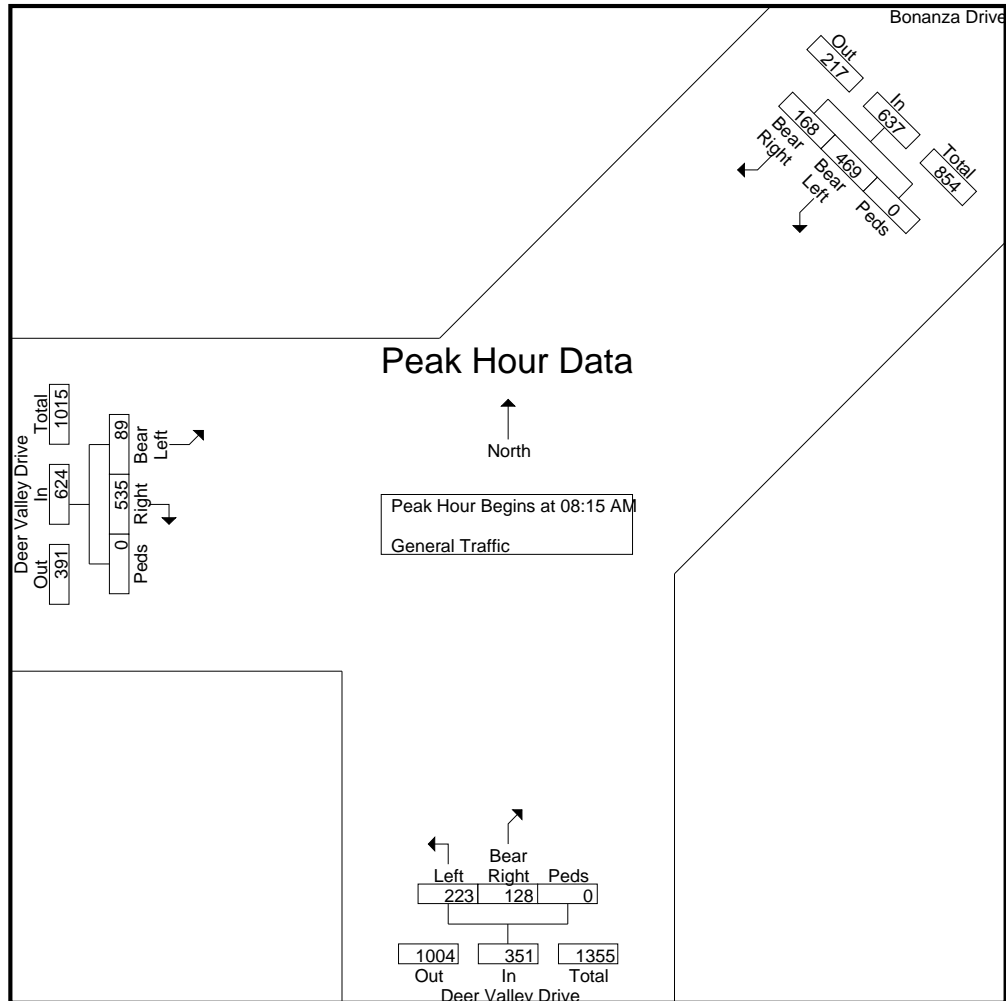 Bonanza Drive
Out
217
In
637
Total
854
168
469
0
Bear
Right
Bear
Left
Peds
Peak Hour Data
North
Peak Hour Begins at 08:15 AM
General Traffic
Deer Valley Drive
Out
391
In
624
Total
1015
0
535
89
Peds
Right
Bear
Left
Left
Bear
Right
Peds
223
128
0
1004
351
1355
Out
In
Total
Deer Valley Drive